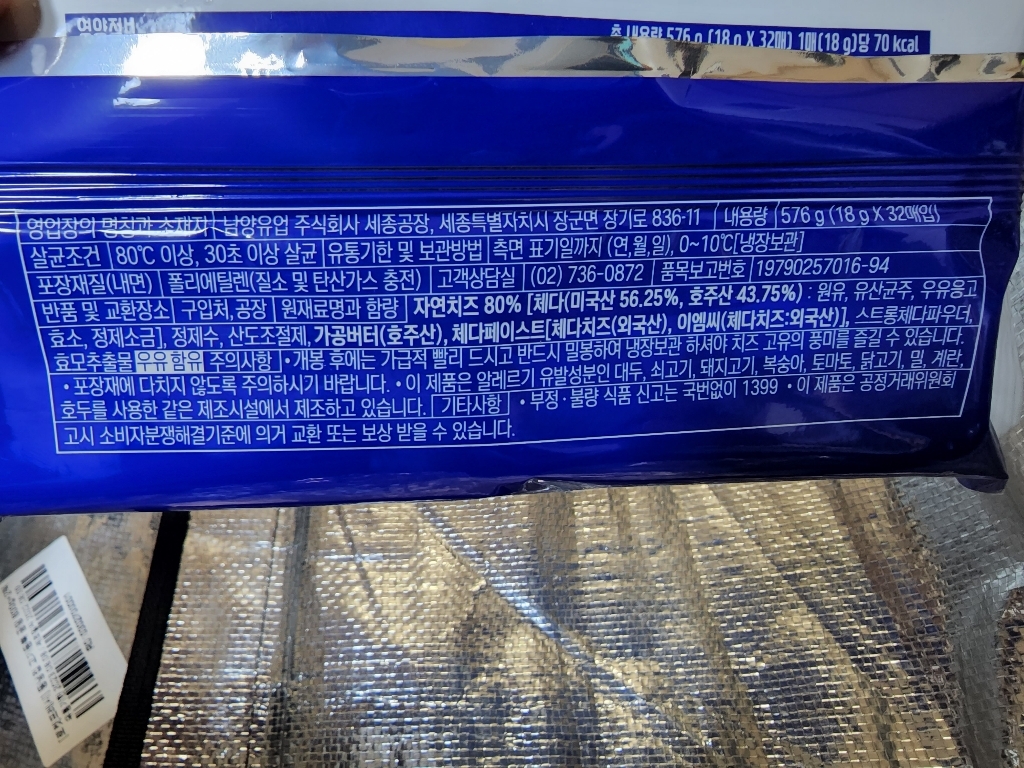 총 내용량 576 g (18 g X 32매) 1매(18 g)당 70 kcal
영업장의 명칭과 소재지 남양유업 주식회사 세종공장, 세종특별자치시 장군면 장기로 836-11 내용량 576 g (18 g X 32매입)
살균조건 80℃ 이상, 30초 이상 살균 유통기한 및 보관방법 측면 표기일까지 (연,월,일), 0~10℃[냉장보관]
포장재질(내면) 폴리에틸렌(질소 및 탄산가스 충전) 고객상담실 (02) 736-0872 품목보고번호 19790257016-94
반품 및 교환장소 구입처,공장 원재료명과 함량 자연치즈 80% [체다(미국산 56.25%, 호주산 43.75%) : 원유, 유산균주, 우유응고
효소, 정제소금], 정제수, 산도조절제, 가공버터(호주산), 체다페이스트[체다치즈(외국산), 이엠씨(체다치즈:외국산)], 스트롱체다파우더,
효모추출물 우유 함유 주의사항 •개봉 후에는 가급적 빨리 드시고 반드시 밀봉하여 냉장보관 하셔야 치즈 고유의 풍미를 즐길 수 있습니다.
•포장재에 다치지 않도록 주의하시기 바랍니다. •이 제품은 알레르기 유발성분인 대두, 쇠고기, 돼지고기, 복숭아, 토마토, 닭고기, 밀, 계란,
호두를 사용한 같은 제조시설에서 제조하고 있습니다. 기타사항 •부정·불량 식품 신고는 국번없이 1399 •이 제품은 공정거래위원회
고시 소비자분쟁해결기준에 의거 교환 또는 보상 받을 수 있습니다.